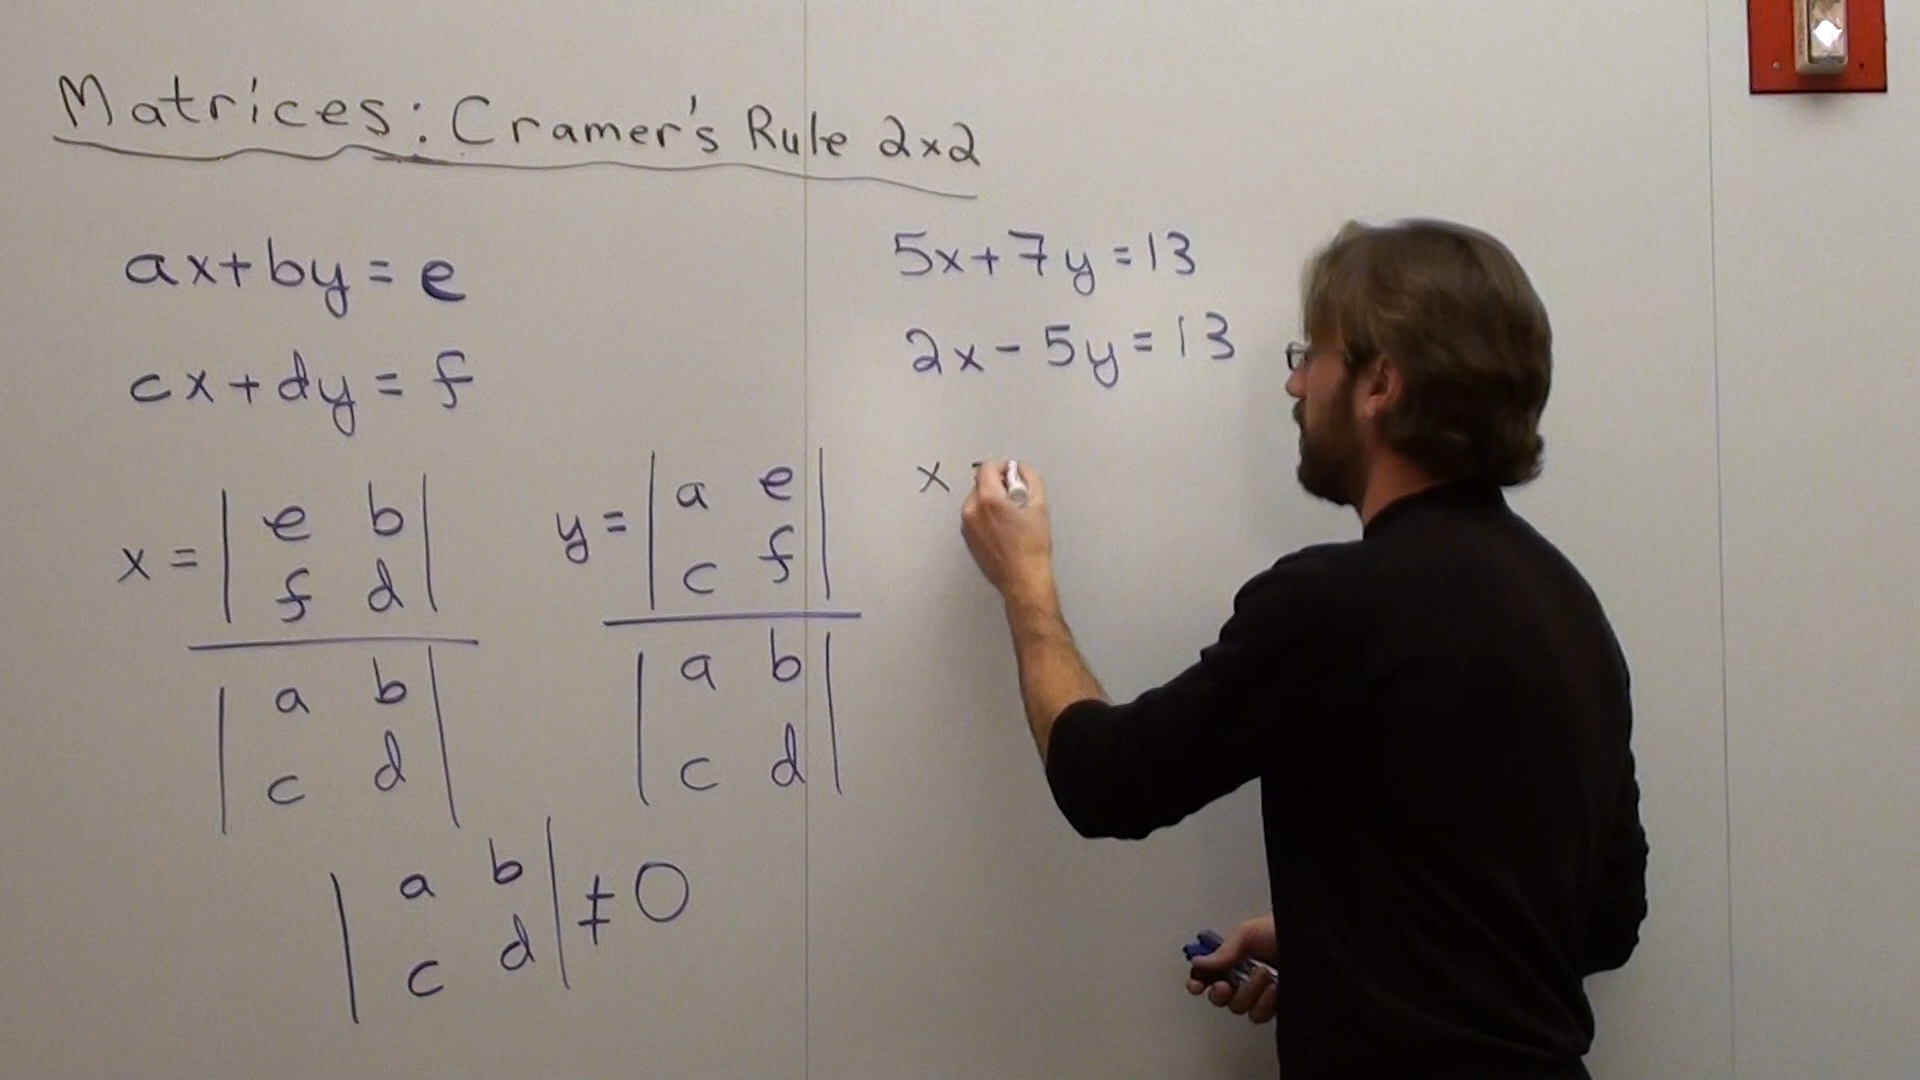 Matrices: Cramer's Rule 2x2
ax+by=e
cx+dy=f
x = | e b |
| f d |
| a b |
| c d |
y = | a e |
| c f |
| a b |
| c d |
| a b | ≠ 0
| c d |
5x+7y=13
2x-5y=13
x